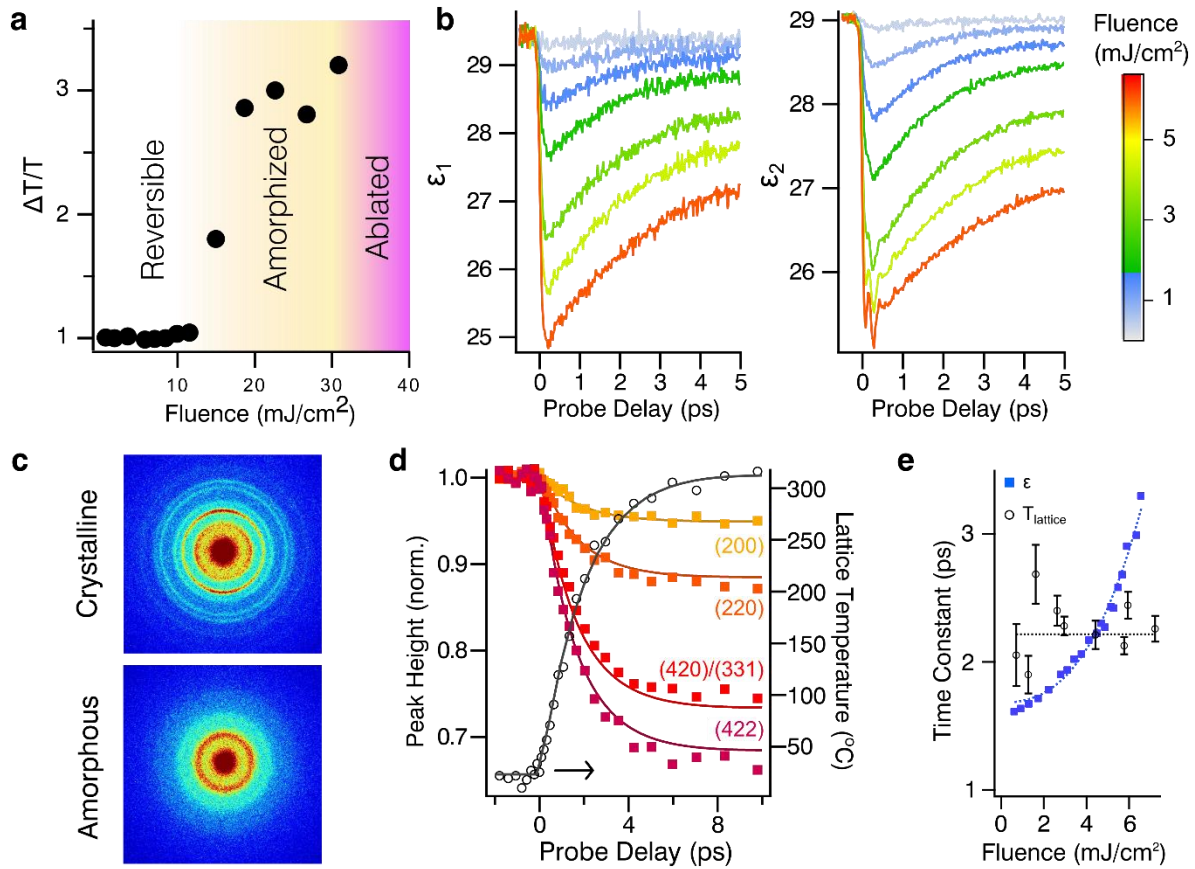 a
ΔT/T
3
2
1
Reversible
Amorphized
Ablated
10
20
30
40
Fluence (mJ/cm²)
b
ε₁
29
28
27
26
25
0
1
2
3
4
5
Probe Delay (ps)
ε₂
29
28
27
26
0
1
2
3
4
5
Probe Delay (ps)
Fluence
(mJ/cm²)
5
3
1
c
Crystalline
Amorphous
d
Peak Height (norm.)
1.0
0.9
0.8
0.7
(200)
(220)
(420)/(331)
(422)
300
250
200
150
100
50
Lattice Temperature (°C)
0
4
8
Probe Delay (ps)
e
ε
T lattice
Time Constant (ps)
3
2
1
0
2
4
6
Fluence (mJ/cm²)